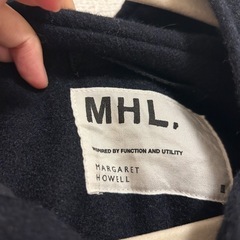 MHL.
INSPIRED BY FUNCTION AND UTILITY
MARGARET
HOWELL